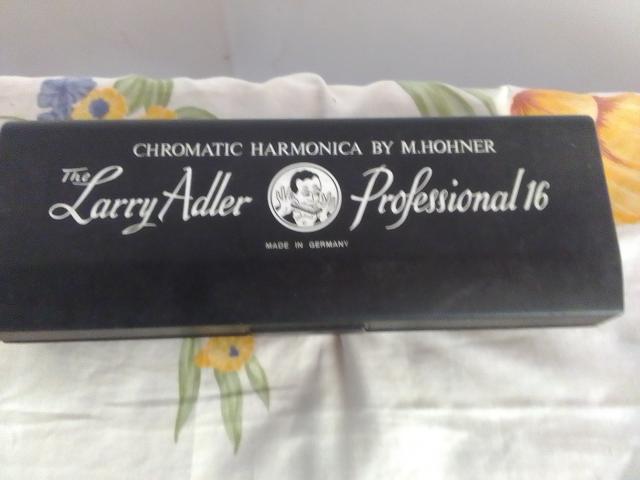 CHROMATIC HARMONICA BY M.HOHNER
The Larry Adler Professional 16
MADE IN GERMANY